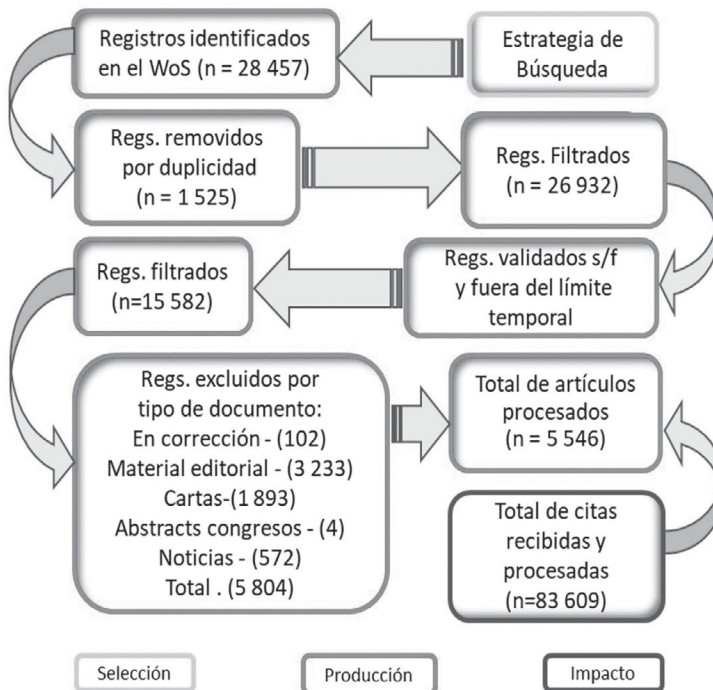 Estrategia de
Búsqueda
Registros identificados
en el WoS (n = 28 457)
Regs. removidos
por duplicidad
(n = 1 525)
Regs. Filtrados
(n = 26 932)
Regs. validados s/f
y fuera del límite
temporal
Regs. filtrados
(n=15 582)
Regs. excluidos por
tipo de documento:
En corrección - (102)
Material editorial - (3 233)
Cartas-(1 893)
Abstracts congresos - (4)
Noticias - (572)
Total . (5 804)
Total de artículos
procesados
(n = 5 546)
Total de citas
recibidas y
procesadas
(n=83 609)
Selección
Producción
Impacto